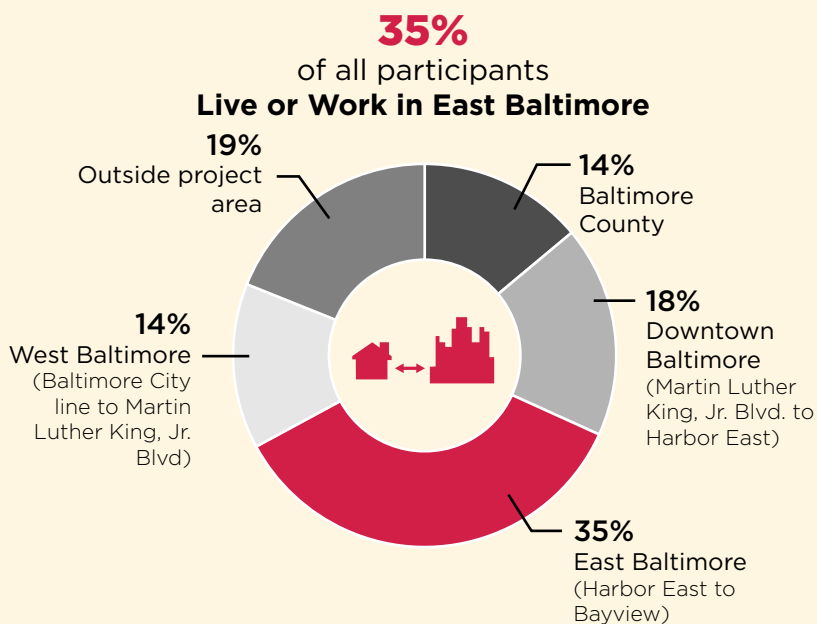 35%
of all participants
Live or Work in East Baltimore
19%
Outside project
area
14%
Baltimore
County
18%
Downtown
Baltimore
(Martin Luther
King, Jr. Blvd. to
Harbor East)
14%
West Baltimore
(Baltimore City
line to Martin
Luther King, Jr.
Blvd)
35%
East Baltimore
(Harbor East to
Bayview)